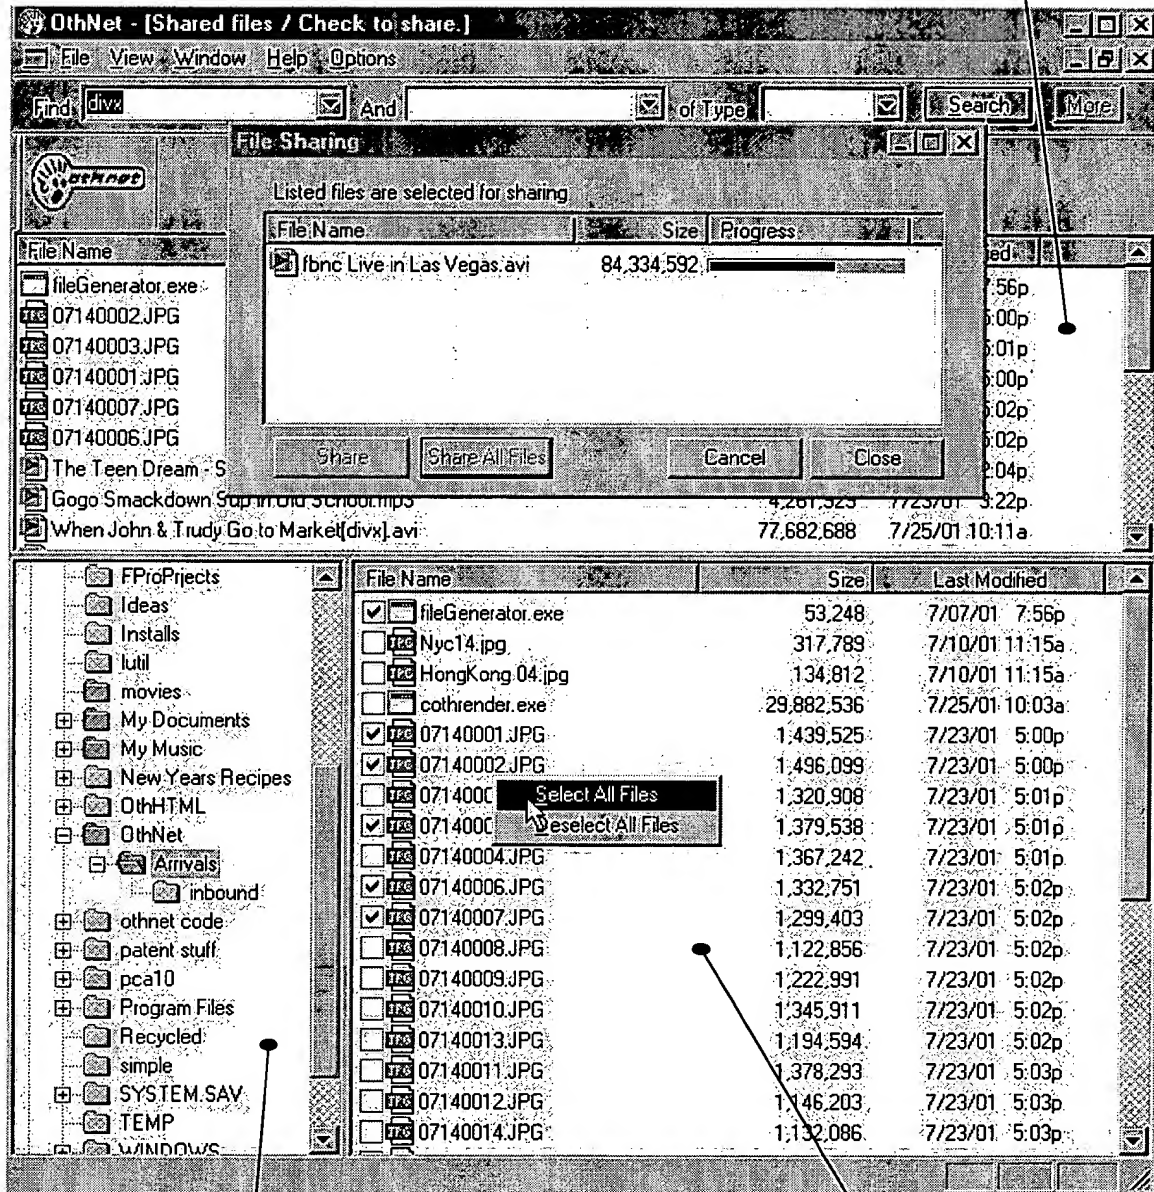 OthNet - [Shared files / Check to share.]
File View Window Help Options
Find divx And of Type Search More
othnet
File Sharing
Listed files are selected for sharing
File Name Size Progress
fbnc Live in Las Vegas.avi 84,334,592
Share Share All Files Cancel Close
File Name
fileGenerator.exe
07140002.JPG 5:00p
07140003.JPG 5:01p
07140001.JPG 5:00p
07140007.JPG 5:02p
07140006.JPG 5:02p
The Teen Dream - S 2:04p
Gogo Smackdown Sup in Old School.mp3 4,261,329 7/23/01 3:22p
When John & Trudy Go to Market[divx].avi 77,682,688 7/25/01 10:11a
FProPrjects
Ideas
Installs
lutil
movies
My Documents
My Music
New Years Recipes
OthHTML
OthNet
Arrivals
inbound
othnet code
patent stuff
pca10
Program Files
Recycled
simple
SYSTEM.SAV
TEMP
WINDOWS
File Name Size Last Modified
fileGenerator.exe 53,248 7/07/01 7:56p
Nyc14.jpg 317,789 7/10/01 11:15a
HongKong 04.jpg 134,812 7/10/01 11:15a
cothrender.exe 29,882,536 7/25/01 10:03a
07140001.JPG 1,439,525 7/23/01 5:00p
07140002.JPG 1,496,099 7/23/01 5:00p
071400 1,320,908 7/23/01 5:01p
071400 1,379,538 7/23/01 5:01p
Select All Files
Deselect All Files
07140004.JPG 1,367,242 7/23/01 5:01p
07140006.JPG 1,332,751 7/23/01 5:02p
07140007.JPG 1,299,403 7/23/01 5:02p
07140008.JPG 1,122,856 7/23/01 5:02p
07140009.JPG 1,222,991 7/23/01 5:02p
07140010.JPG 1,345,911 7/23/01 5:02p
07140013.JPG 1,194,594 7/23/01 5:02p
07140011.JPG 1,378,293 7/23/01 5:03p
07140012.JPG 1,146,203 7/23/01 5:03p
07140014.JPG 1,132,086 7/23/01 5:03p